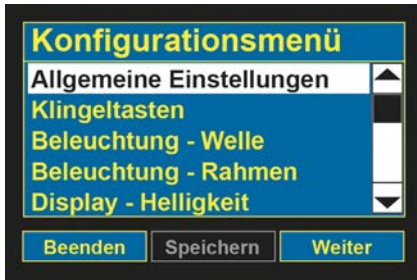 Konfigurationsmenü
Allgemeine Einstellungen
Klingeltasten
Beleuchtung - Welle
Beleuchtung - Rahmen
Display - Helligkeit
Beenden Speichern Weiter